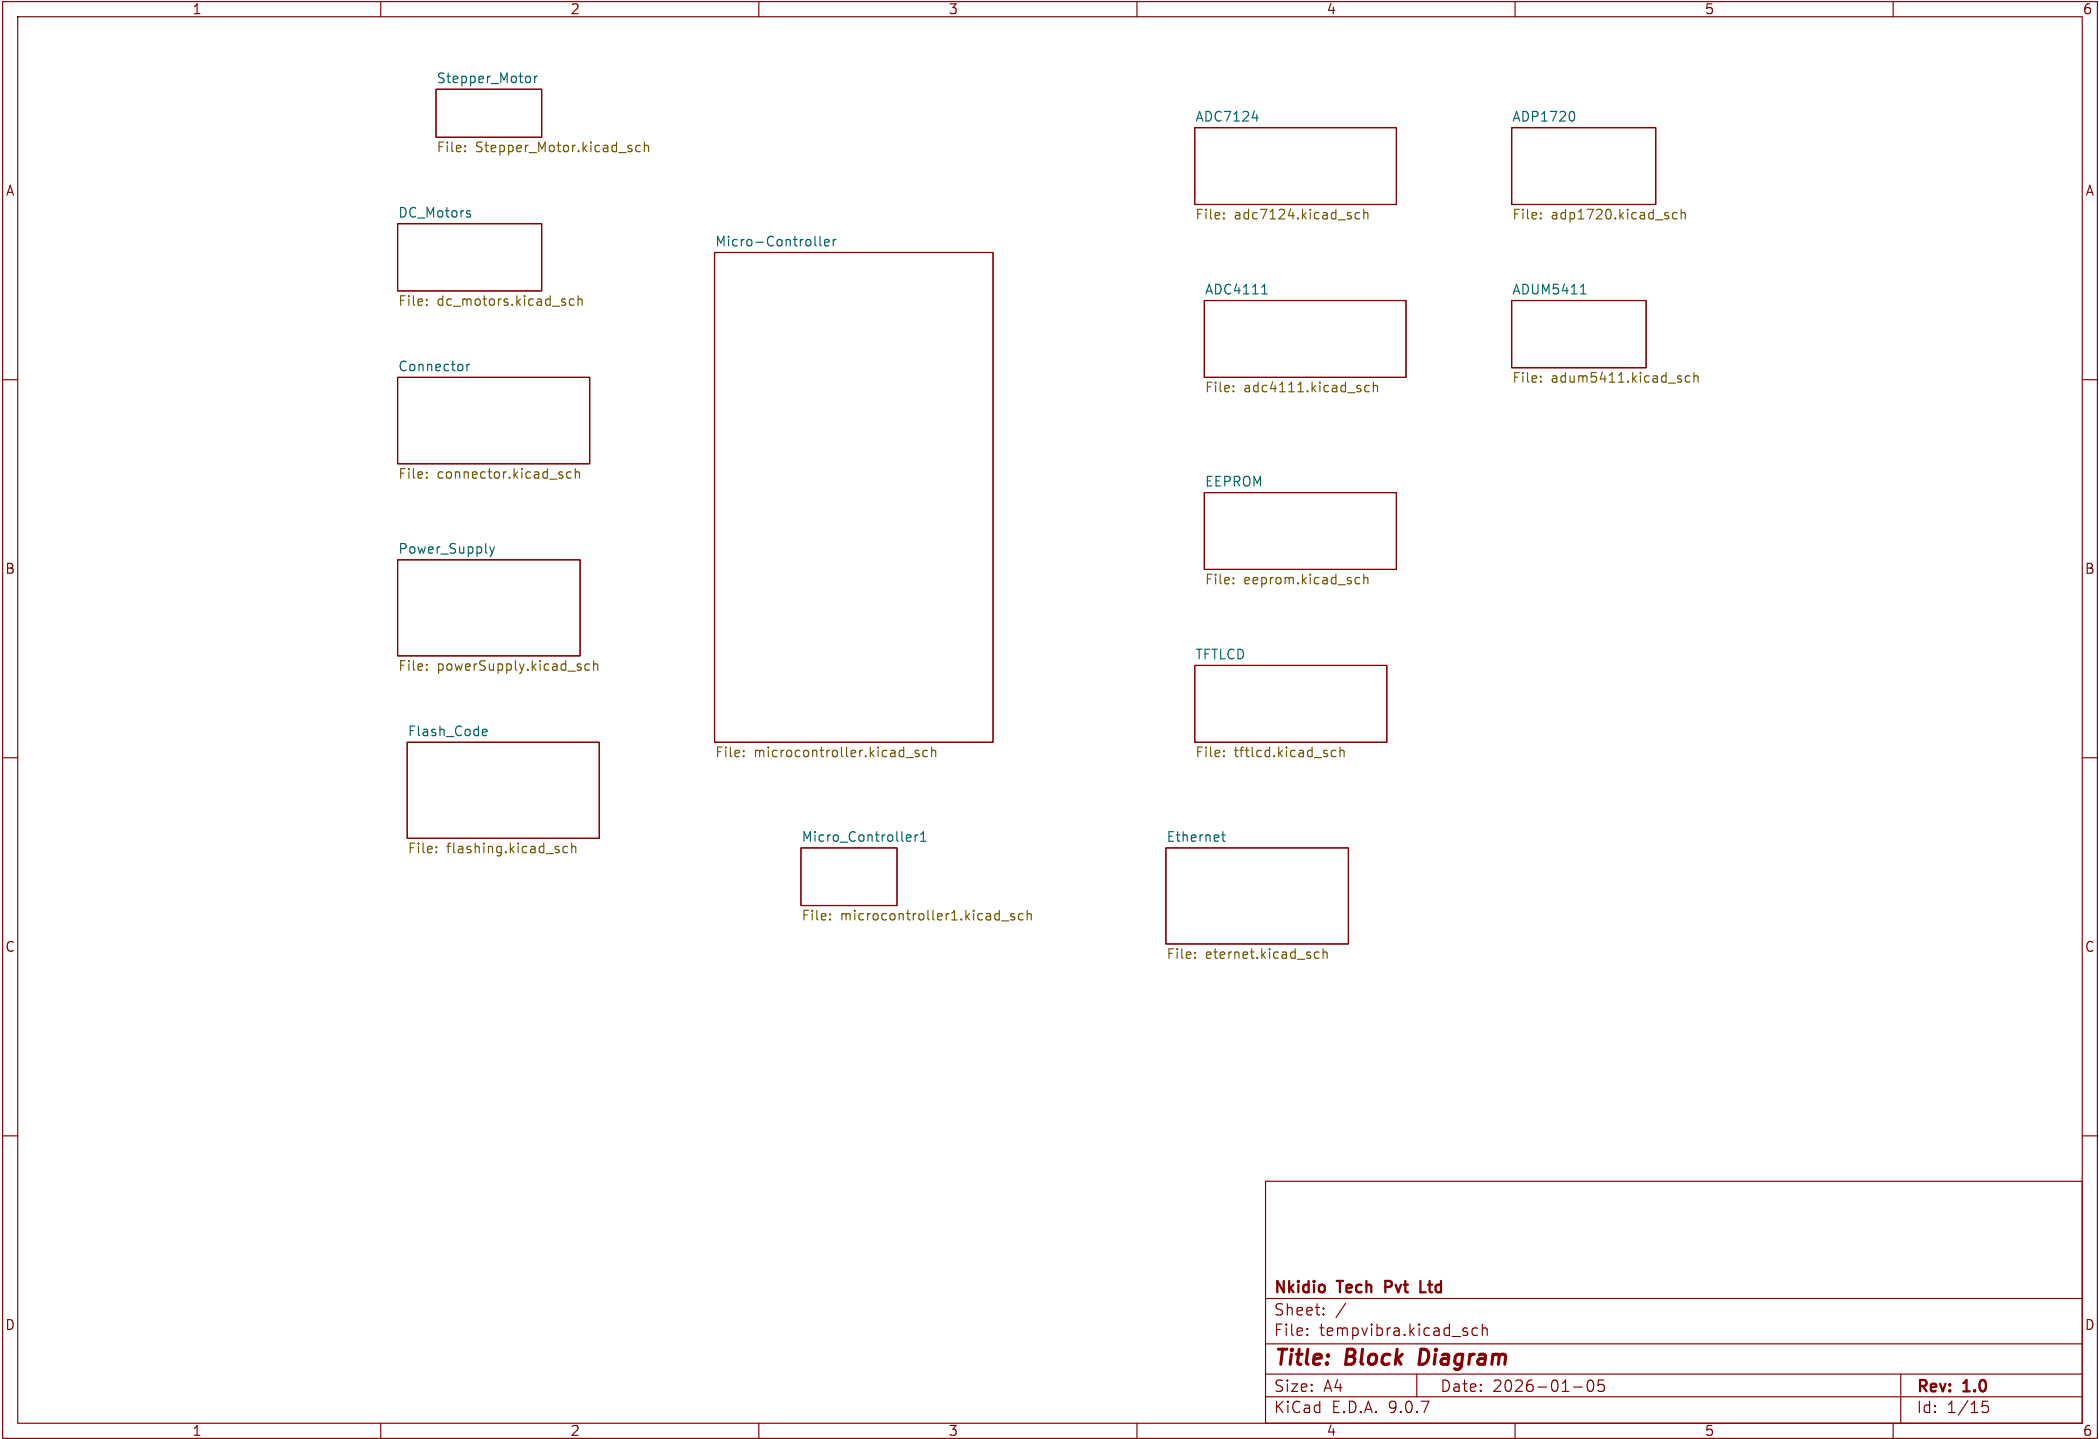 1 2 3 4 5 6
Stepper_Motor
File: Stepper_Motor.kicad_sch
ADC7124
File: adc7124.kicad_sch
ADP1720
File: adp1720.kicad_sch
A A
DC_Motors
File: dc_motors.kicad_sch
Micro-Controller
File: microcontroller.kicad_sch
ADC4111
File: adc4111.kicad_sch
ADUM5411
File: adum5411.kicad_sch
Connector
File: connector.kicad_sch
EEPROM
File: eeprom.kicad_sch
Power_Supply
File: powerSupply.kicad_sch
B B
TFTLCD
File: tftlcd.kicad_sch
Flash_Code
File: flashing.kicad_sch
Micro_Controller1
File: microcontroller1.kicad_sch
Ethernet
File: eternet.kicad_sch
C C
Nkidio Tech Pvt Ltd
Sheet: /
File: tempvibra.kicad_sch
D D
Title: Block Diagram
Size: A4 Date: 2026-01-05 Rev: 1.0
KiCad E.D.A. 9.0.7 Id: 1/15
1 2 3 4 5 6